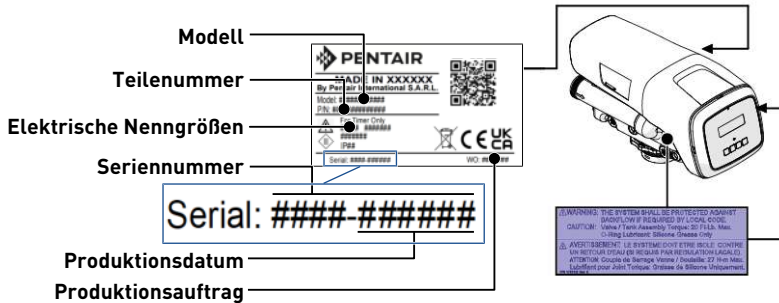 Modell
Teilenummer
Elektrische Nenngrößen
Seriennummer
Produktionsdatum
Produktionsauftrag
PENTAIR
MADE IN XXXXXX
By Pentair International S.A.R.L.
Model:
P/N:
For Timer Only
IP##
Serial: ####-######
WO:
CE UK CA
Serial: ####-######
WARNING: THE SYSTEM SHALL BE PROTECTED AGAINST
BACKFLOW IF REQUIRED BY LOCAL CODE.
CAUTION: Valve / Tank Assembly Torque: 20 Ft-Lb. Max.
O-Ring Lubricant: Silicone Grease Only
AVERTISSEMENT: LE SYSTEME DOIT ETRE ISOLE CONTRE
UN RETOUR D'EAU (SI REQUIS PAR REGULATION LAGALE).
ATTENTION: Couple de Serrage Vanne / Bouteille: 27 N-m Max.
Lubrifiant pour Joint Torique: Graisse de Silicone Uniquement.